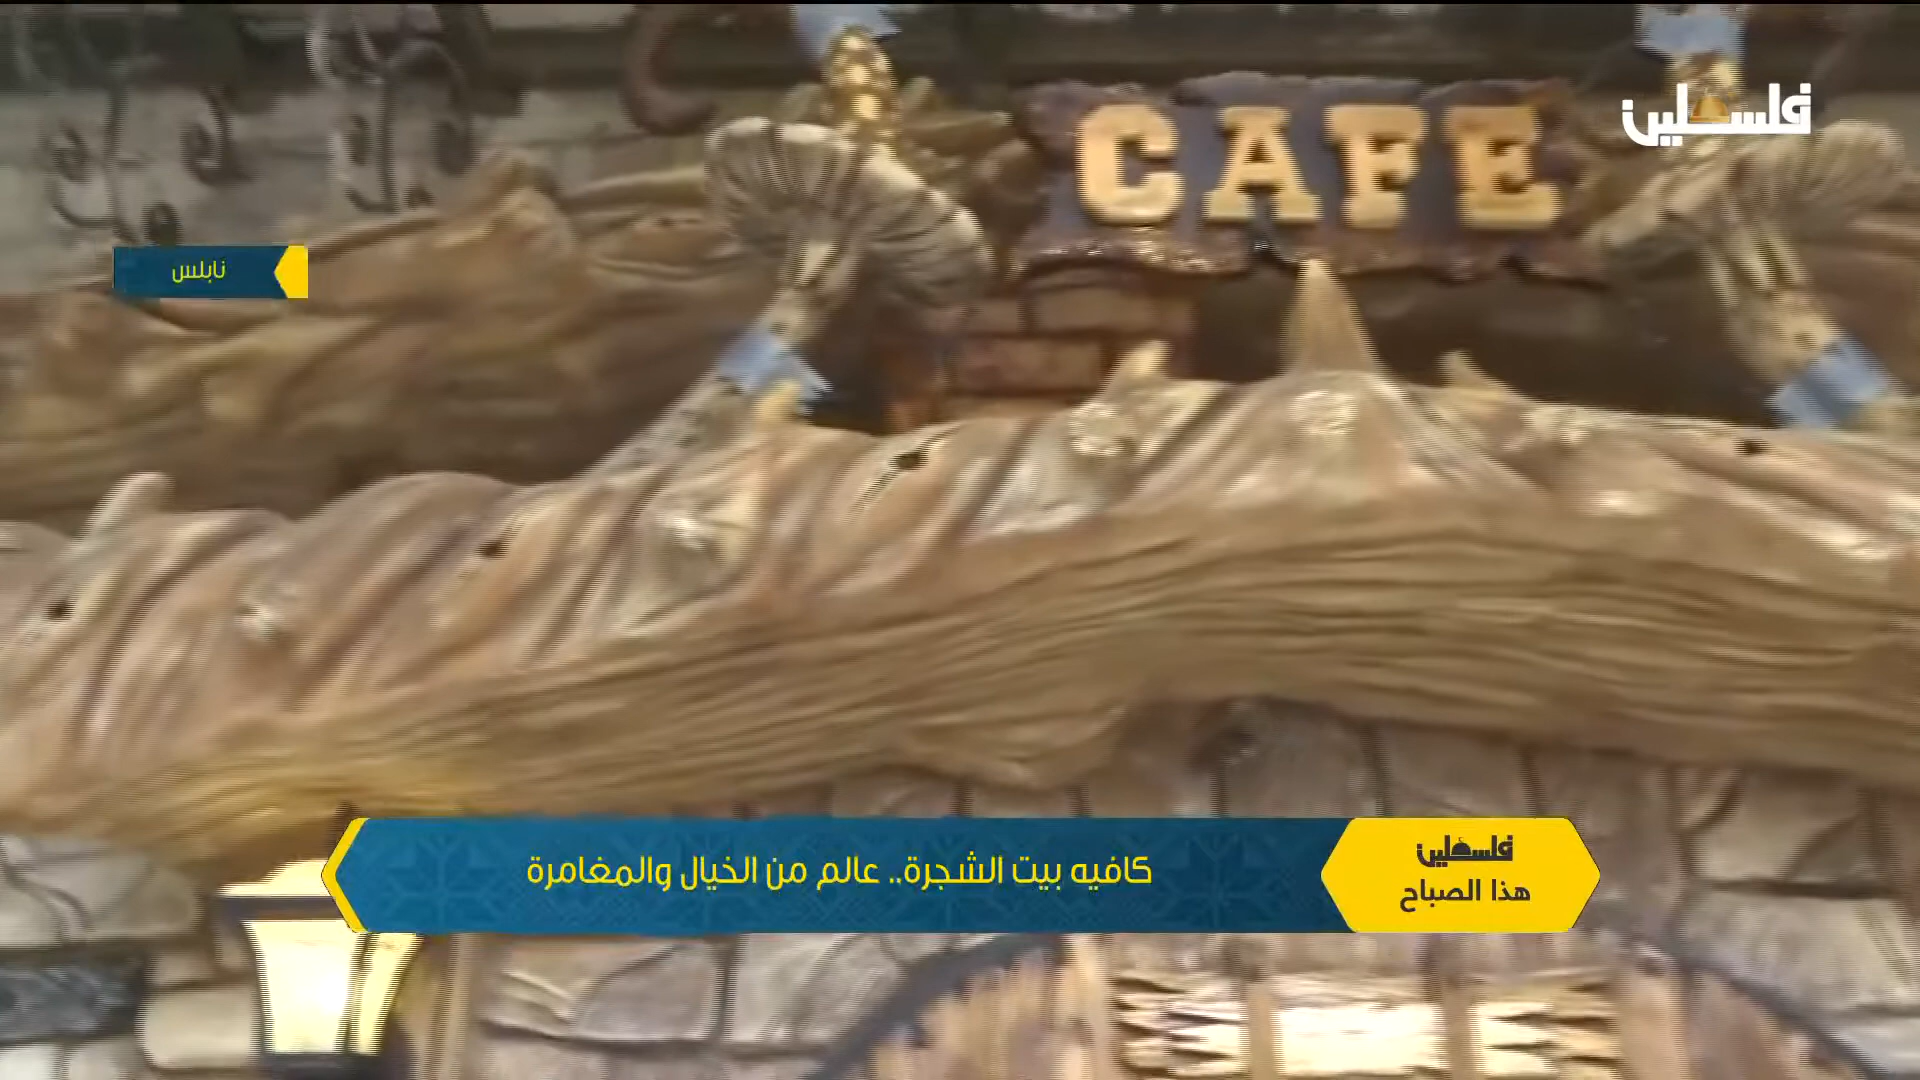 CAFE
فلسطين
نابلس
فلسطين
هذا الصباح
كافيه بيت الشجرة.. عالم من الخيال والمغامرة